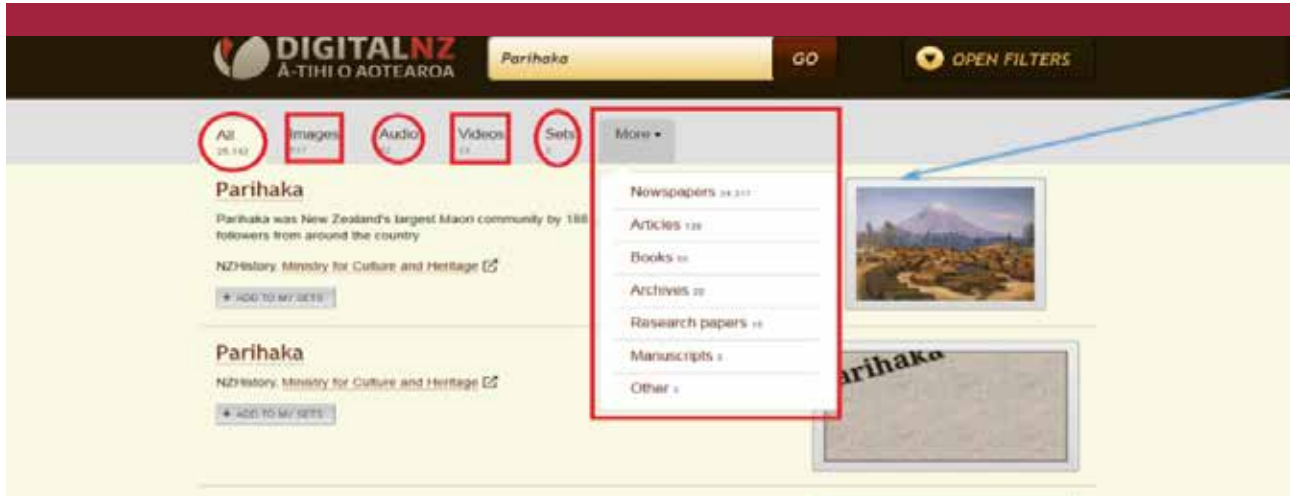 DIGITALNZ
Ā-TIHI O AOTEAROA
Parihaka
GO
OPEN FILTERS
All
Images
Audio
Videos
Sets
More
Parihaka
Parihaka was New Zealand's largest Maori community by 188
followers from around the country
NZHistory, Ministry for Culture and Heritage
+ ADD TO MY SETS
Newspapers
Articles
Books
Archives
Research papers
Manuscripts
Other
Parihaka
NZHistory, Ministry for Culture and Heritage
+ ADD TO MY SETS
Parihaka